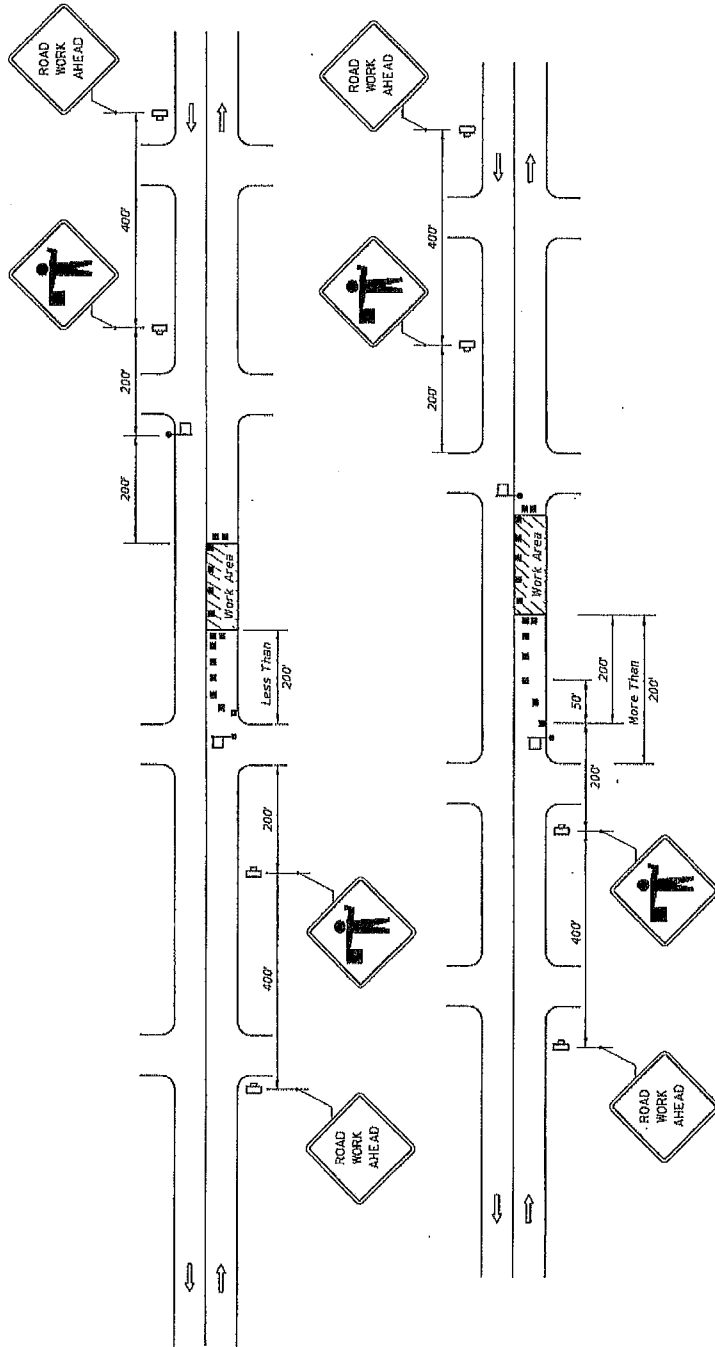 ROAD
WORK
AHEAD
400'
200'
200'
Work Area
Less Than
200'
200'
400'
ROAD
WORK
AHEAD
ROAD
WORK
AHEAD
400'
200'
Work Area
50'
200'
More Than
200'
200'
400'
ROAD
WORK
AHEAD